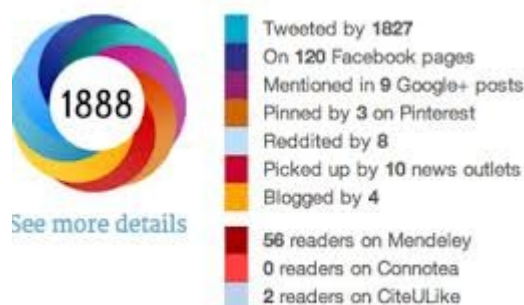 1888
See more details
Tweeted by 1827
On 120 Facebook pages
Mentioned in 9 Google+ posts
Pinned by 3 on Pinterest
Reddited by 8
Picked up by 10 news outlets
Blogged by 4
56 readers on Mendeley
0 readers on Connotea
2 readers on CiteULike